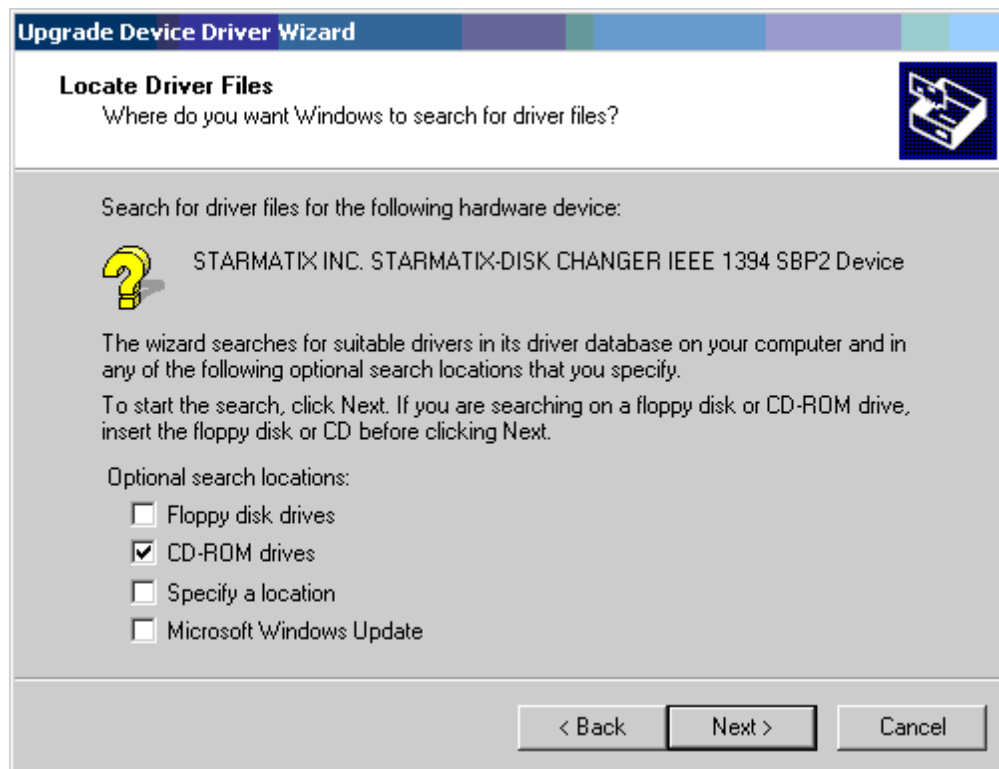 Upgrade Device Driver Wizard
Locate Driver Files
Where do you want Windows to search for driver files?
Search for driver files for the following hardware device:
STARMATIX INC. STARMATIX-DISK CHANGER IEEE 1394 SBP2 Device
The wizard searches for suitable drivers in its driver database on your computer and in
any of the following optional search locations that you specify.
To start the search, click Next. If you are searching on a floppy disk or CD-ROM drive,
insert the floppy disk or CD before clicking Next.
Optional search locations:
Floppy disk drives
CD-ROM drives
Specify a location
Microsoft Windows Update
< Back Next > Cancel